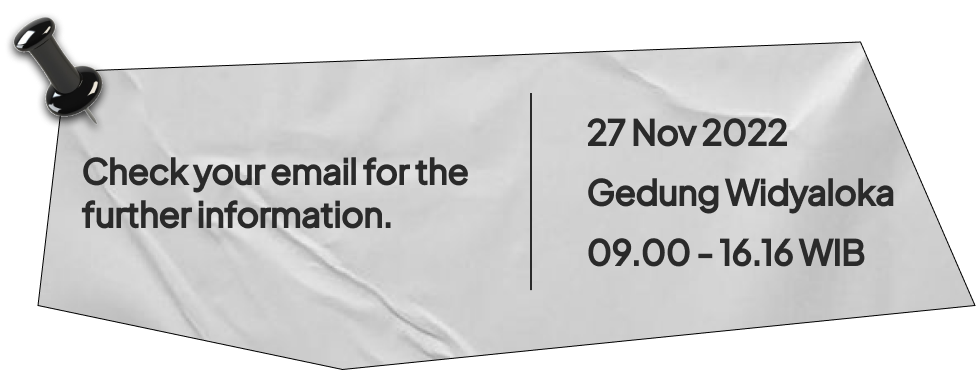 Check your email for the
further information.
27 Nov 2022
Gedung Widyaloka
09.00 - 16.16 WIB